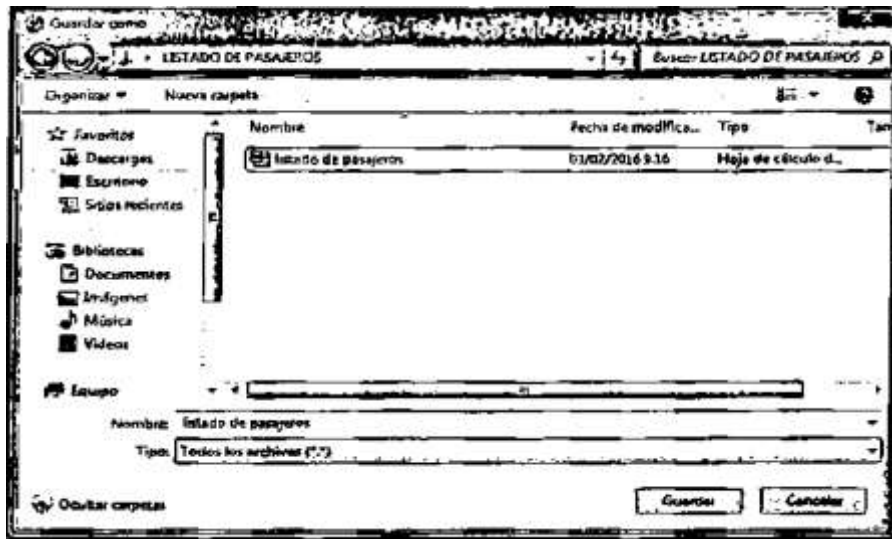 Guardar como
LISTADO DE PASAJEROS
Buscar LISTADO DE PASAJEROS
Organizar
Nueva carpeta
Nombre
Fecha de modifica...
Tipo
Tam
Favoritos
listado de pasajeros
01/02/2016 9:16
Hoja de cálculo d...
Descargas
Escritorio
Sitios recientes
Bibliotecas
Documentos
Imágenes
Música
Videos
Equipo
Nombre: listado de pasajeros
Tipo: Todos los archivos (*.*)
Ocultar carpetas
Guardar
Cancelar